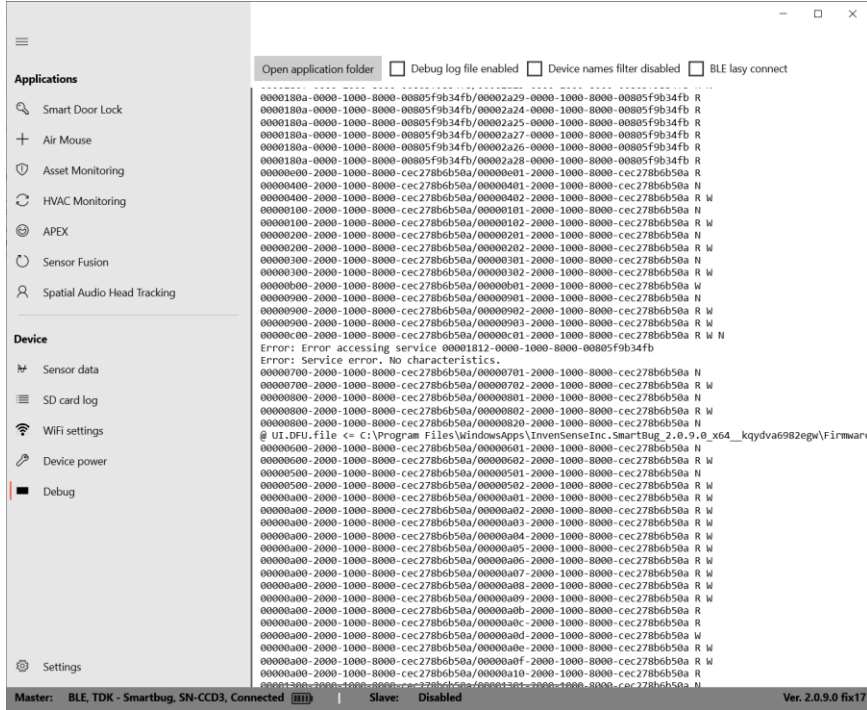 Applications
Smart Door Lock
Air Mouse
Asset Monitoring
HVAC Monitoring
APEX
Sensor Fusion
Spatial Audio Head Tracking
Device
Sensor data
SD card log
WiFi settings
Device power
Debug
Settings
Open application folder
Debug log file enabled
Device names filter disabled
BLE lasy connect
0000180a-0000-1000-8000-00805f9b34fb/00002a29-0000-1000-8000-00805f9b34fb R
0000180a-0000-1000-8000-00805f9b34fb/00002a24-0000-1000-8000-00805f9b34fb R
0000180a-0000-1000-8000-00805f9b34fb/00002a25-0000-1000-8000-00805f9b34fb R
0000180a-0000-1000-8000-00805f9b34fb/00002a27-0000-1000-8000-00805f9b34fb R
0000180a-0000-1000-8000-00805f9b34fb/00002a26-0000-1000-8000-00805f9b34fb R
0000180a-0000-1000-8000-00805f9b34fb/00002a28-0000-1000-8000-00805f9b34fb R
00000e00-2000-1000-8000-cec278b6b50a/00000e01-2000-1000-8000-cec278b6b50a R
00000400-2000-1000-8000-cec278b6b50a/00000401-2000-1000-8000-cec278b6b50a N
00000400-2000-1000-8000-cec278b6b50a/00000402-2000-1000-8000-cec278b6b50a R W
00000100-2000-1000-8000-cec278b6b50a/00000101-2000-1000-8000-cec278b6b50a N
00000100-2000-1000-8000-cec278b6b50a/00000102-2000-1000-8000-cec278b6b50a R W
00000200-2000-1000-8000-cec278b6b50a/00000201-2000-1000-8000-cec278b6b50a N
00000200-2000-1000-8000-cec278b6b50a/00000202-2000-1000-8000-cec278b6b50a R W
00000300-2000-1000-8000-cec278b6b50a/00000301-2000-1000-8000-cec278b6b50a N
00000300-2000-1000-8000-cec278b6b50a/00000302-2000-1000-8000-cec278b6b50a R W
00000b00-2000-1000-8000-cec278b6b50a/00000b01-2000-1000-8000-cec278b6b50a W
00000900-2000-1000-8000-cec278b6b50a/00000901-2000-1000-8000-cec278b6b50a N
00000900-2000-1000-8000-cec278b6b50a/00000902-2000-1000-8000-cec278b6b50a R W
00000900-2000-1000-8000-cec278b6b50a/00000903-2000-1000-8000-cec278b6b50a R W
00000c00-2000-1000-8000-cec278b6b50a/00000c01-2000-1000-8000-cec278b6b50a R W N
Error: Error accessing service 00001812-0000-1000-8000-00805f9b34fb
Error: Service error. No characteristics.
00000700-2000-1000-8000-cec278b6b50a/00000701-2000-1000-8000-cec278b6b50a N
00000700-2000-1000-8000-cec278b6b50a/00000702-2000-1000-8000-cec278b6b50a R W
00000800-2000-1000-8000-cec278b6b50a/00000801-2000-1000-8000-cec278b6b50a N
00000800-2000-1000-8000-cec278b6b50a/00000802-2000-1000-8000-cec278b6b50a R W
00000800-2000-1000-8000-cec278b6b50a/00000820-2000-1000-8000-cec278b6b50a N
@ UI.DFU.file <= C:\Program Files\WindowsApps\InvenSenseInc.SmartBug_2.0.9.0_x64__kqydva6982egw\Firmware
00000600-2000-1000-8000-cec278b6b50a/00000601-2000-1000-8000-cec278b6b50a N
00000600-2000-1000-8000-cec278b6b50a/00000602-2000-1000-8000-cec278b6b50a R W
00000500-2000-1000-8000-cec278b6b50a/00000501-2000-1000-8000-cec278b6b50a N
00000500-2000-1000-8000-cec278b6b50a/00000502-2000-1000-8000-cec278b6b50a R W
00000a00-2000-1000-8000-cec278b6b50a/00000a01-2000-1000-8000-cec278b6b50a R W
00000a00-2000-1000-8000-cec278b6b50a/00000a02-2000-1000-8000-cec278b6b50a R W
00000a00-2000-1000-8000-cec278b6b50a/00000a03-2000-1000-8000-cec278b6b50a R W
00000a00-2000-1000-8000-cec278b6b50a/00000a04-2000-1000-8000-cec278b6b50a R W
00000a00-2000-1000-8000-cec278b6b50a/00000a05-2000-1000-8000-cec278b6b50a R W
00000a00-2000-1000-8000-cec278b6b50a/00000a06-2000-1000-8000-cec278b6b50a R W
00000a00-2000-1000-8000-cec278b6b50a/00000a07-2000-1000-8000-cec278b6b50a R W
00000a00-2000-1000-8000-cec278b6b50a/00000a08-2000-1000-8000-cec278b6b50a R W
00000a00-2000-1000-8000-cec278b6b50a/00000a09-2000-1000-8000-cec278b6b50a R W
00000a00-2000-1000-8000-cec278b6b50a/00000a0b-2000-1000-8000-cec278b6b50a R
00000a00-2000-1000-8000-cec278b6b50a/00000a0c-2000-1000-8000-cec278b6b50a R
00000a00-2000-1000-8000-cec278b6b50a/00000a0d-2000-1000-8000-cec278b6b50a W
00000a00-2000-1000-8000-cec278b6b50a/00000a0e-2000-1000-8000-cec278b6b50a R W
00000a00-2000-1000-8000-cec278b6b50a/00000a0f-2000-1000-8000-cec278b6b50a R W
00000a00-2000-1000-8000-cec278b6b50a/00000a10-2000-1000-8000-cec278b6b50a R
00001300-2000-1000-8000-cec278b6b50a/00001301-2000-1000-8000-cec278b6b50a N
Master: BLE, TDK - Smartbug, SN-CCD3, Connected | Slave: Disabled Ver. 2.0.9.0 fix17